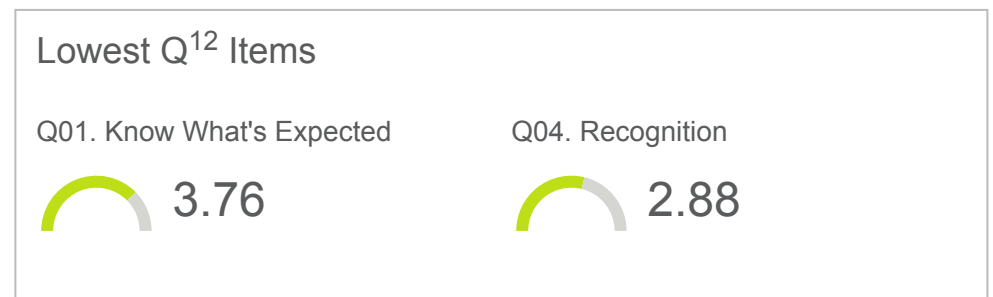 Lowest Q¹² Items
Q01. Know What's Expected
3.76
Q04. Recognition
2.88